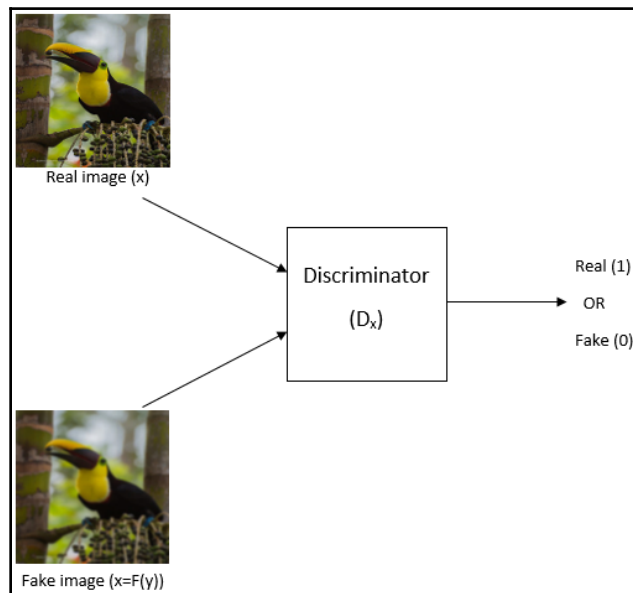 Real image (x)
Discriminator
(Dₓ)
Real (1)
OR
Fake (0)
Fake image (x=F(y))